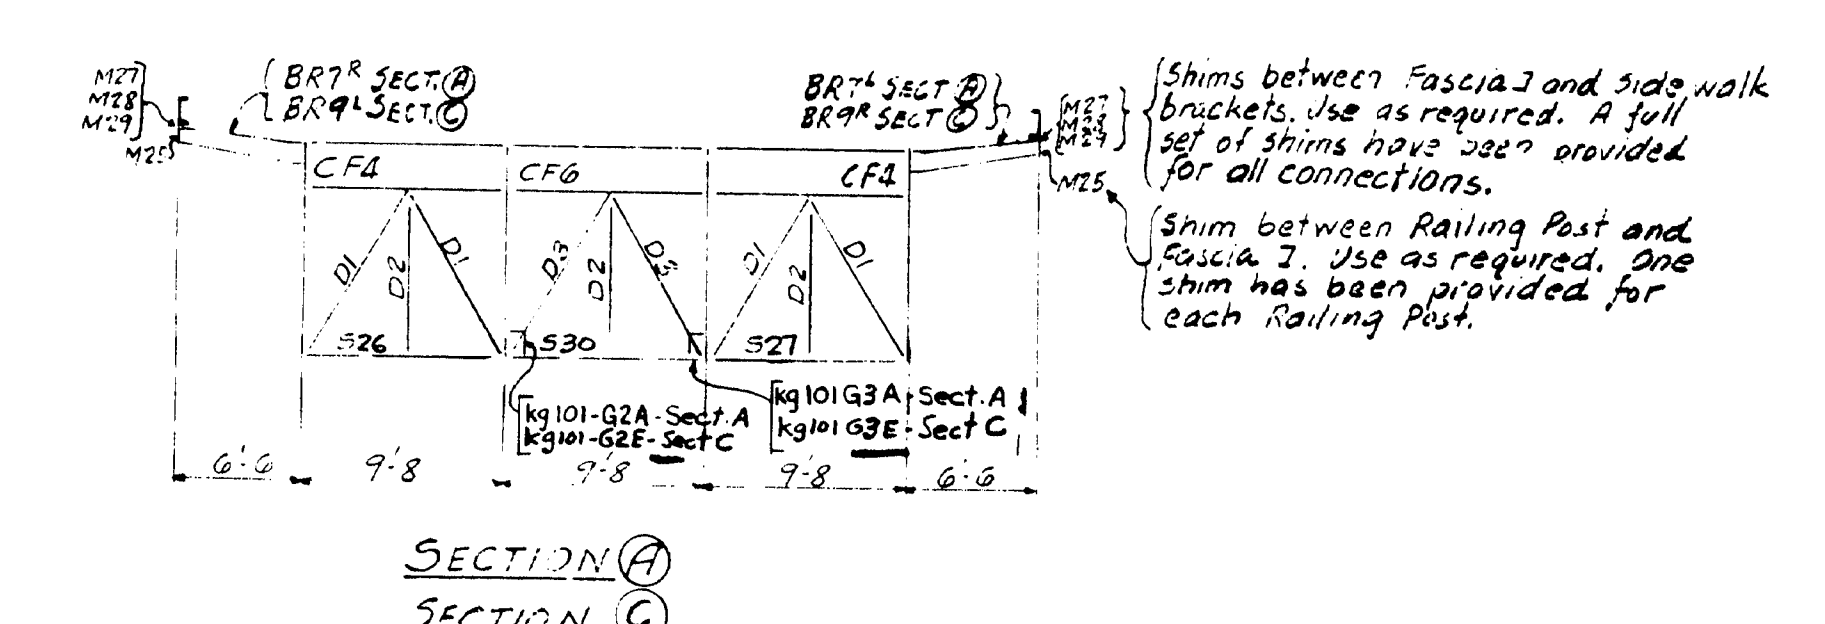 M27
M28
M29
M25
BR7R SECT. A
BR9L SECT. C
BR7L SECT A
BR9R SECT C
M27
M28
M29
M25
Shims between Fascia I and Side walk
brackets. Use as required. A full
set of shims have been provided
for all connections.
Shim between Railing Post and
Fascia I. Use as required. One
shim has been provided for
each Railing Post.
CF4
CF6
CF4
D1
D2
D1
D3
D2
D3
D1
D2
D1
S26
S30
S27
kg101-G2A-Sect. A
kg101-G2E-Sect C
kg101G3A-Sect. A
kg101G3E-Sect C
6'-6
9'-8
9'-8
9'-8
6'-6
SECTION A
SECTION C